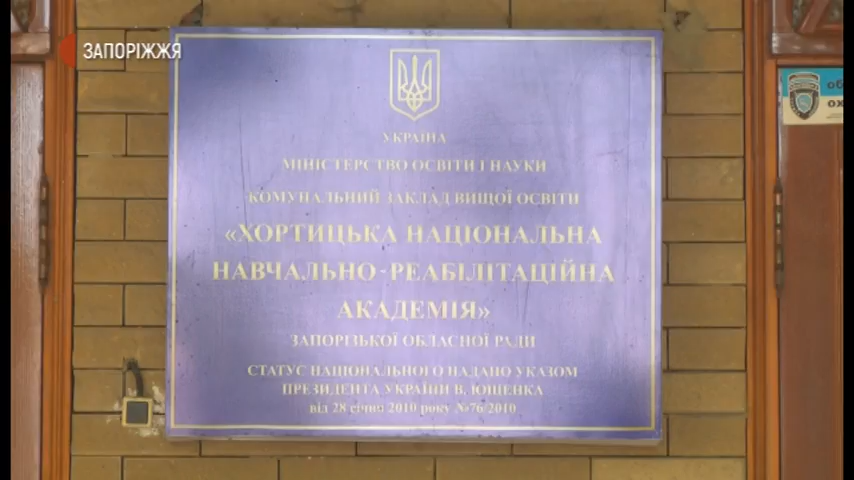 ЗАПОРІЖЖЯ
УКРАЇНА
МІНІСТЕРСТВО ОСВІТИ І НАУКИ
КОМУНАЛЬНИЙ ЗАКЛАД ВИЩОЇ ОСВІТИ
«ХОРТИЦЬКА НАЦІОНАЛЬНА
НАВЧАЛЬНО-РЕАБІЛІТАЦІЙНА
АКАДЕМІЯ»
ЗАПОРІЗЬКОЇ ОБЛАСНОЇ РАДИ
СТАТУС НАЦІОНАЛЬНОГО НАДАНО УКАЗОМ
ПРЕЗИДЕНТА УКРАЇНИ В. ЮЩЕНКА
від 28 січня 2010 року №76/2010